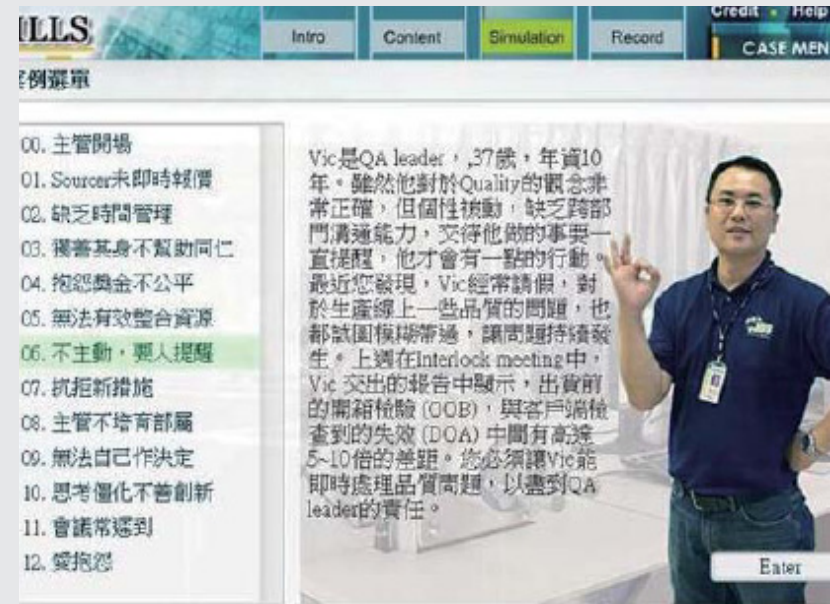 ILLS
Intro
Content
Simulation
Record
Credit Help
CASE MEN
例選單
00. 主管開場
01. Sourcer未即時報價
02. 缺乏時間管理
03. 獨善其身不幫助同仁
04. 抱怨獎金不公平
05. 無法有效整合資源
06. 不主動，要人提醒
07. 抗拒新措施
08. 主管不培育部屬
09. 無法自己作決定
10. 思考僵化不善創新
11. 會議常遲到
12. 愛抱怨
Vic是QA leader，,37歲，年資10
年。雖然他對於Quality的觀念非
常正確，但個性被動，缺乏跨部
門溝通能力，交待他做的事要一
直提醒，他才會有一點的行動。
最近您發現，Vic經常請假，對
於生產線上一些品質的問題，也
都試圖模糊帶過，讓問題持續發
生。上週在Interlock meeting中，
Vic 交出的報告中顯示，出貨前
的開箱檢驗 (OOB)，與客戶端檢
查到的失效 (DOA) 中間有高達
5~10倍的差距。您必須讓Vic能
即時處理品質問題，以盡到QA
leader的責任。
Enter